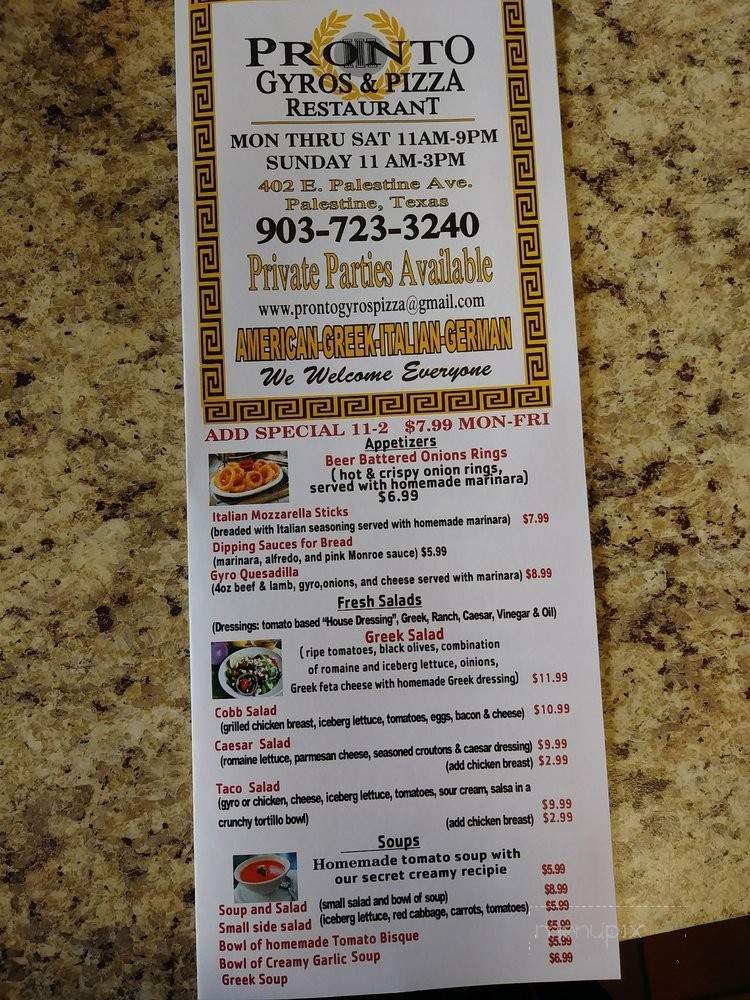 PRONTO
GYROS & PIZZA
RESTAURANT
MON THRU SAT 11AM-9PM
SUNDAY 11 AM-3PM
402 E. Palestine Ave.
Palestine, Texas
903-723-3240
Private Parties Available
www.prontogyrospizza@gmail.com
AMERICAN-GREEK-ITALIAN-GERMAN
We Welcome Everyone
ADD SPECIAL 11-2 $7.99 MON-FRI
Appetizers
Beer Battered Onions Rings
( hot & crispy onion rings,
served with homemade marinara)
$6.99
Italian Mozzarella Sticks
(breaded with Italian seasoning served with homemade marinara) $7.99
Dipping Sauces for Bread
(marinara, alfredo, and pink Monroe sauce) $5.99
Gyro Quesadilla
(4oz beef & lamb, gyro,onions, and cheese served with marinara) $8.99
Fresh Salads
(Dressings: tomato based "House Dressing", Greek, Ranch, Caesar, Vinegar & Oil)
Greek Salad
( ripe tomatoes, black olives, combination
of romaine and iceberg lettuce, oinions,
Greek feta cheese with homemade Greek dressing) $11.99
Cobb Salad
(grilled chicken breast, iceberg lettuce, tomatoes, eggs, bacon & cheese) $10.99
Caesar Salad
(romaine lettuce, parmesan cheese, seasoned croutons & caesar dressing) $9.99
(add chicken breast) $2.99
Taco Salad
(gyro or chicken, cheese, iceberg lettuce, tomatoes, sour cream, salsa in a
crunchy tortillo bowl) $9.99
(add chicken breast) $2.99
Soups
Homemade tomato soup with
our secret creamy recipie $5.99
Soup and Salad (small salad and bowl of soup) $8.99
Small side salad (iceberg lettuce, red cabbage, carrots, tomatoes) $5.99
Bowl of homemade Tomato Bisque $5.99
Bowl of Creamy Garlic Soup $5.99
Greek Soup $6.99
menupix